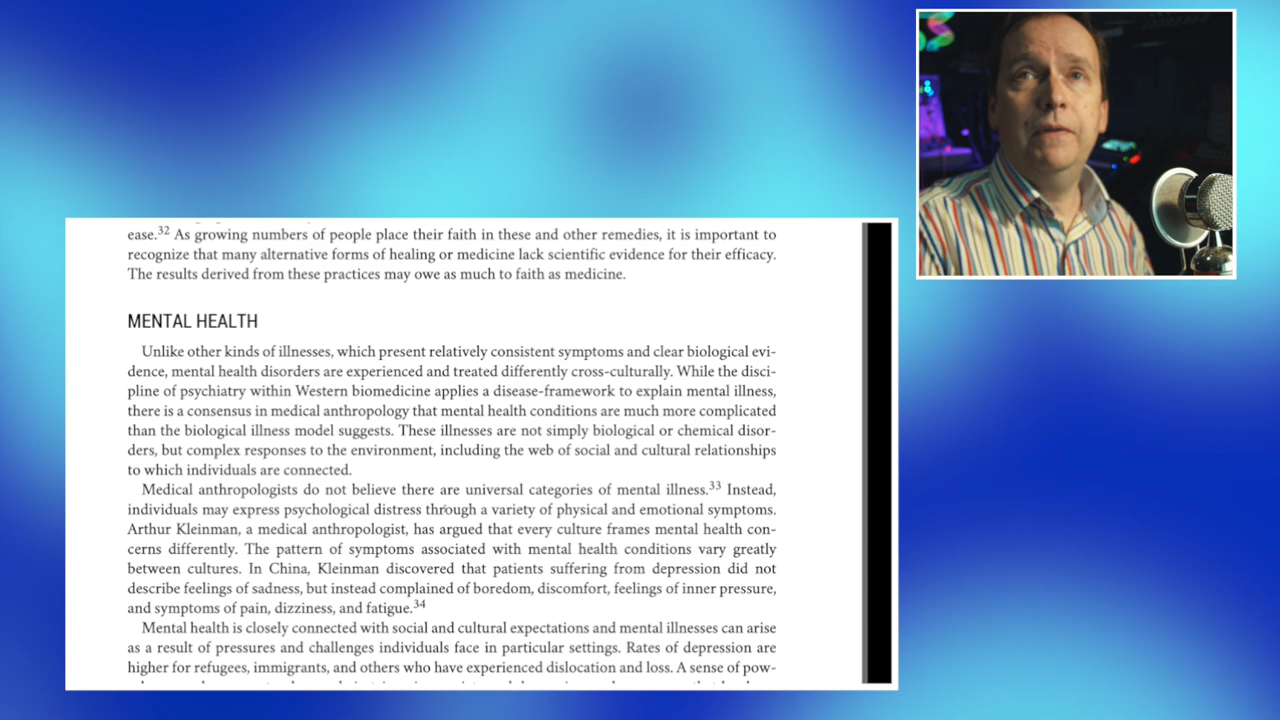 ease.32 As growing numbers of people place their faith in these and other remedies, it is important to
recognize that many alternative forms of healing or medicine lack scientific evidence for their efficacy.
The results derived from these practices may owe as much to faith as medicine.
MENTAL HEALTH
Unlike other kinds of illnesses, which present relatively consistent symptoms and clear biological evi-
dence, mental health disorders are experienced and treated differently cross-culturally. While the disci-
pline of psychiatry within Western biomedicine applies a disease-framework to explain mental illness,
there is a consensus in medical anthropology that mental health conditions are much more complicated
than the biological illness model suggests. These illnesses are not simply biological or chemical disor-
ders, but complex responses to the environment, including the web of social and cultural relationships
to which individuals are connected.
Medical anthropologists do not believe there are universal categories of mental illness.33 Instead,
individuals may express psychological distress through a variety of physical and emotional symptoms.
Arthur Kleinman, a medical anthropologist, has argued that every culture frames mental health con-
cerns differently. The pattern of symptoms associated with mental health conditions vary greatly
between cultures. In China, Kleinman discovered that patients suffering from depression did not
describe feelings of sadness, but instead complained of boredom, discomfort, feelings of inner pressure,
and symptoms of pain, dizziness, and fatigue.34
Mental health is closely connected with social and cultural expectations and mental illnesses can arise
as a result of pressures and challenges individuals face in particular settings. Rates of depression are
higher for refugees, immigrants, and others who have experienced dislocation and loss. A sense of pow-